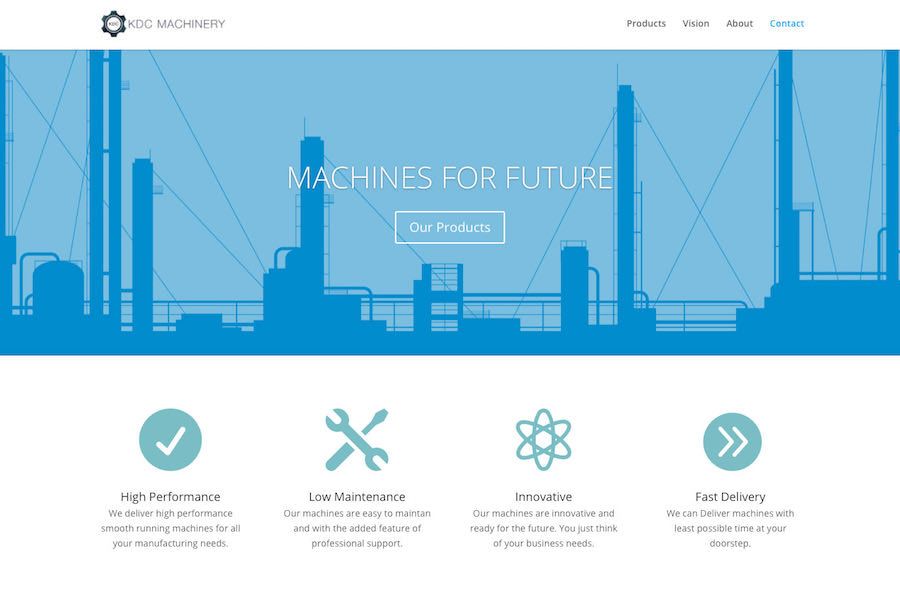 KDC KDC MACHINERY
Products Vision About Contact
MACHINES FOR FUTURE
Our Products
High Performance
We deliver high performance
smooth running machines for all
your manufacturing needs.
Low Maintenance
Our machines are easy to maintan
and with the added feature of
professional support.
Innovative
Our machines are innovative and
ready for the future. You just think
of your business needs.
Fast Delivery
We can Deliver machines with
least possible time at your
doorstep.